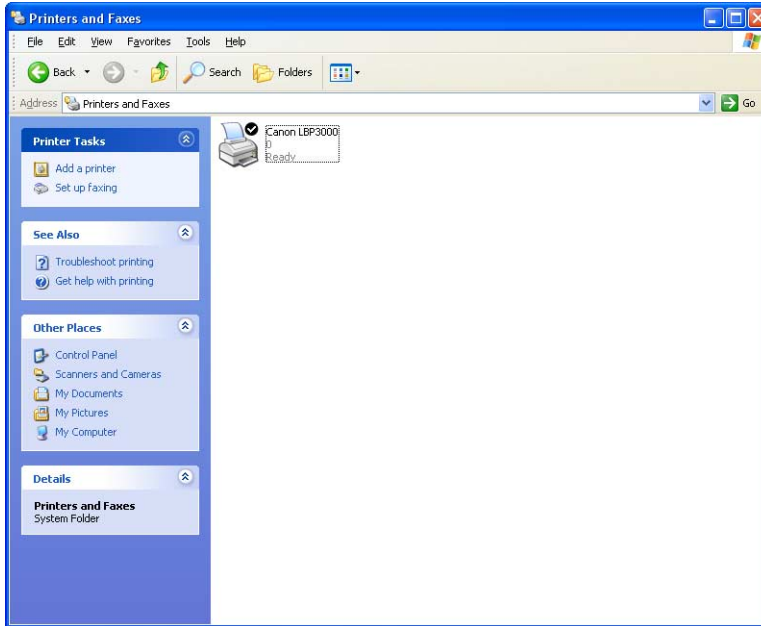 Printers and Faxes
File Edit View Favorites Tools Help
Back Search Folders
Address Printers and Faxes Go
Printer Tasks
Add a printer
Set up faxing
See Also
Troubleshoot printing
Get help with printing
Other Places
Control Panel
Scanners and Cameras
My Documents
My Pictures
My Computer
Details
Printers and Faxes
System Folder
Canon LBP3000
0
Ready